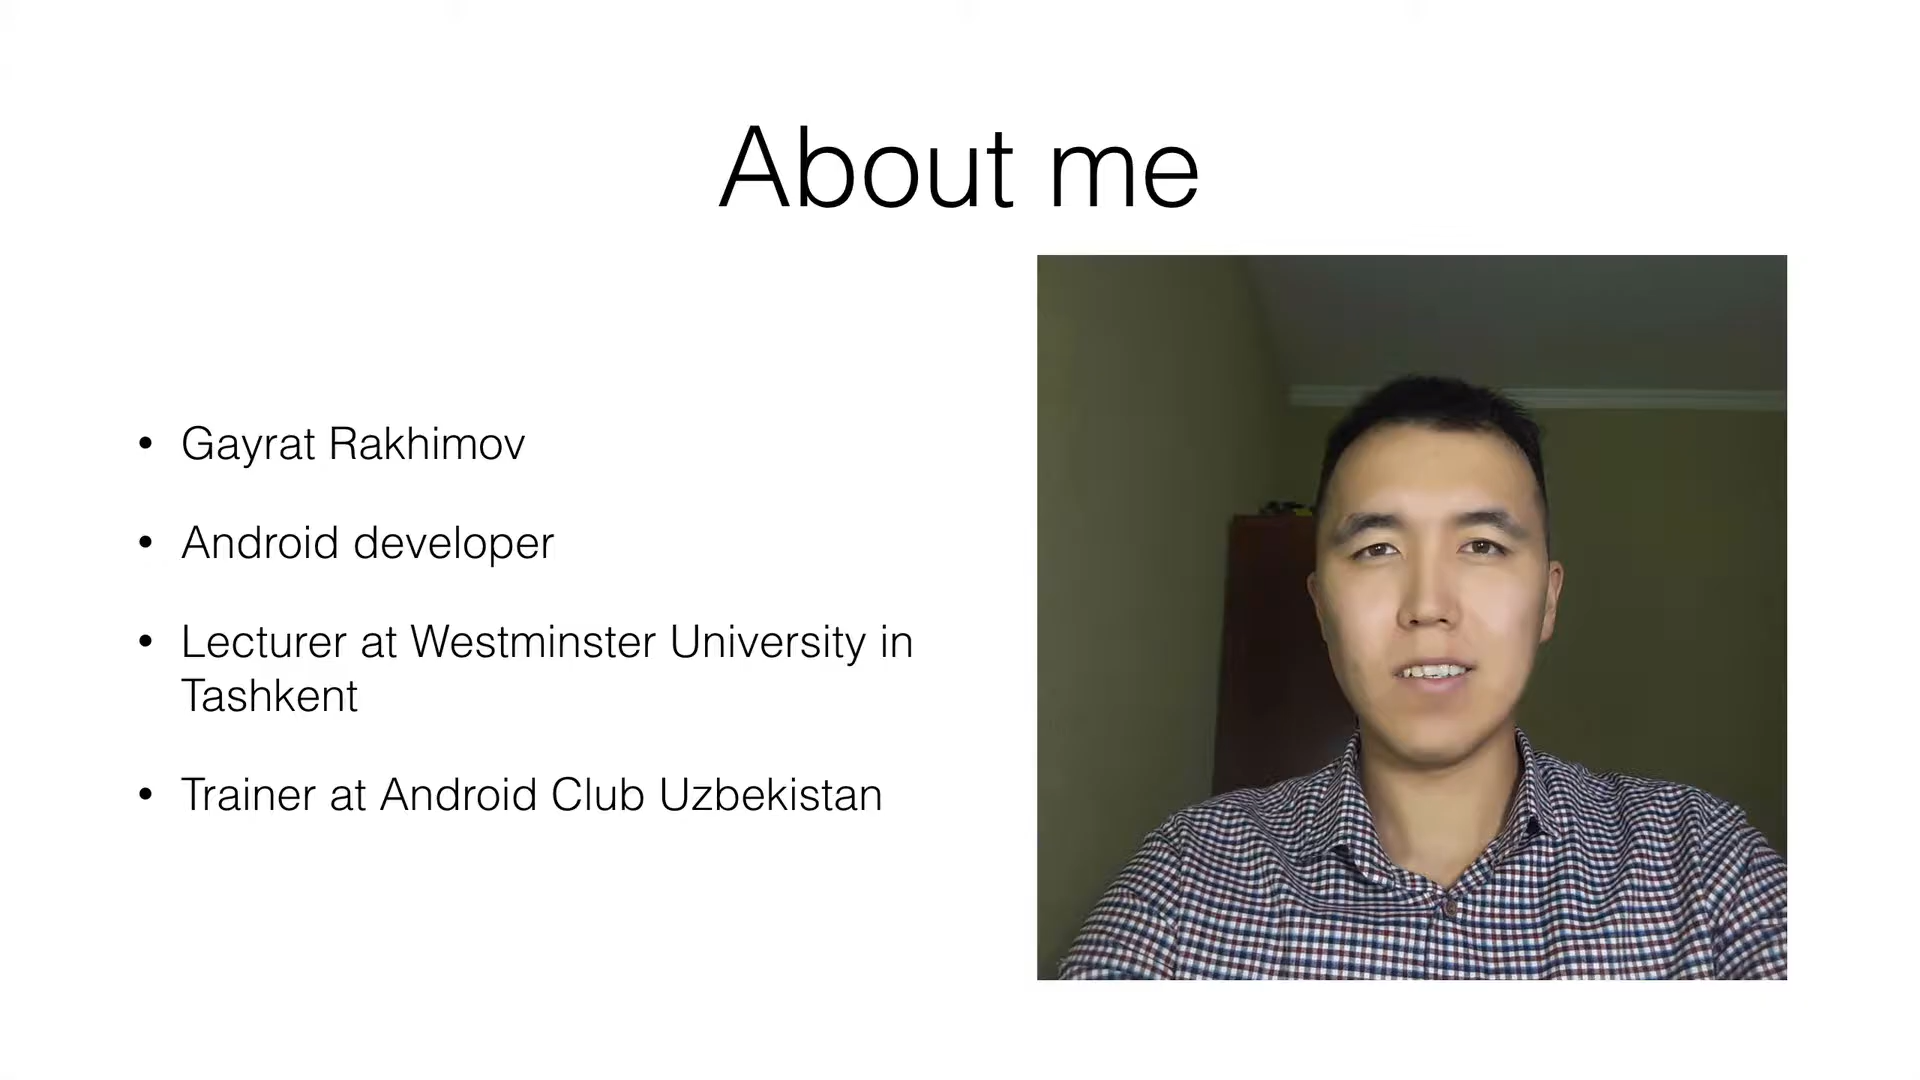 About me
• Gayrat Rakhimov
• Android developer
• Lecturer at Westminster University in
Tashkent
• Trainer at Android Club Uzbekistan